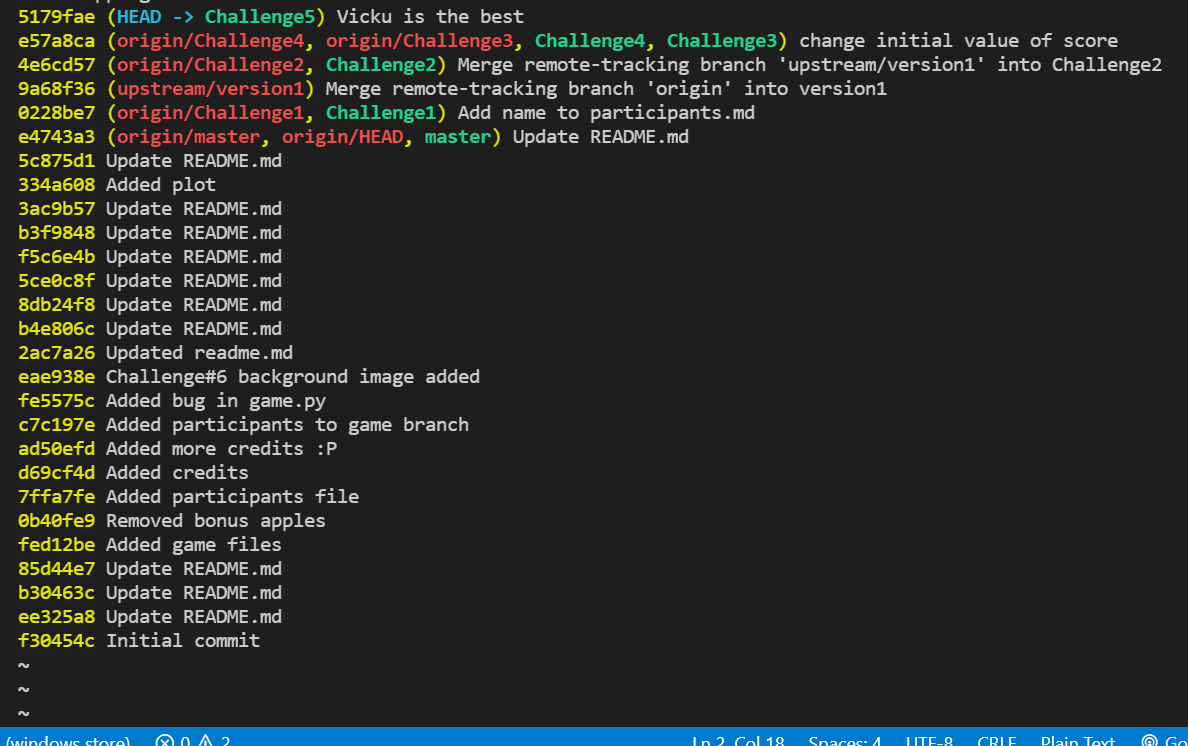 5179fae (HEAD -> Challenge5) Vicku is the best
e57a8ca (origin/Challenge4, origin/Challenge3, Challenge4, Challenge3) change initial value of score
4e6cd57 (origin/Challenge2, Challenge2) Merge remote-tracking branch 'upstream/version1' into Challenge2
9a68f36 (upstream/version1) Merge remote-tracking branch 'origin' into version1
0228be7 (origin/Challenge1, Challenge1) Add name to participants.md
e4743a3 (origin/master, origin/HEAD, master) Update README.md
5c875d1 Update README.md
334a608 Added plot
3ac9b57 Update README.md
b3f9848 Update README.md
f5c6e4b Update README.md
5ce0c8f Update README.md
8db24f8 Update README.md
b4e806c Update README.md
2ac7a26 Updated readme.md
eae938e Challenge#6 background image added
fe5575c Added bug in game.py
c7c197e Added participants to game branch
ad50efd Added more credits :P
d69cf4d Added credits
7ffa7fe Added participants file
0b40fe9 Removed bonus apples
fed12be Added game files
85d44e7 Update README.md
b30463c Update README.md
ee325a8 Update README.md
f30454c Initial commit
~
~
~
(windows store) 0 2 Ln 2, Col 18 Spaces: 4 UTF-8 CRLF Plain Text Go